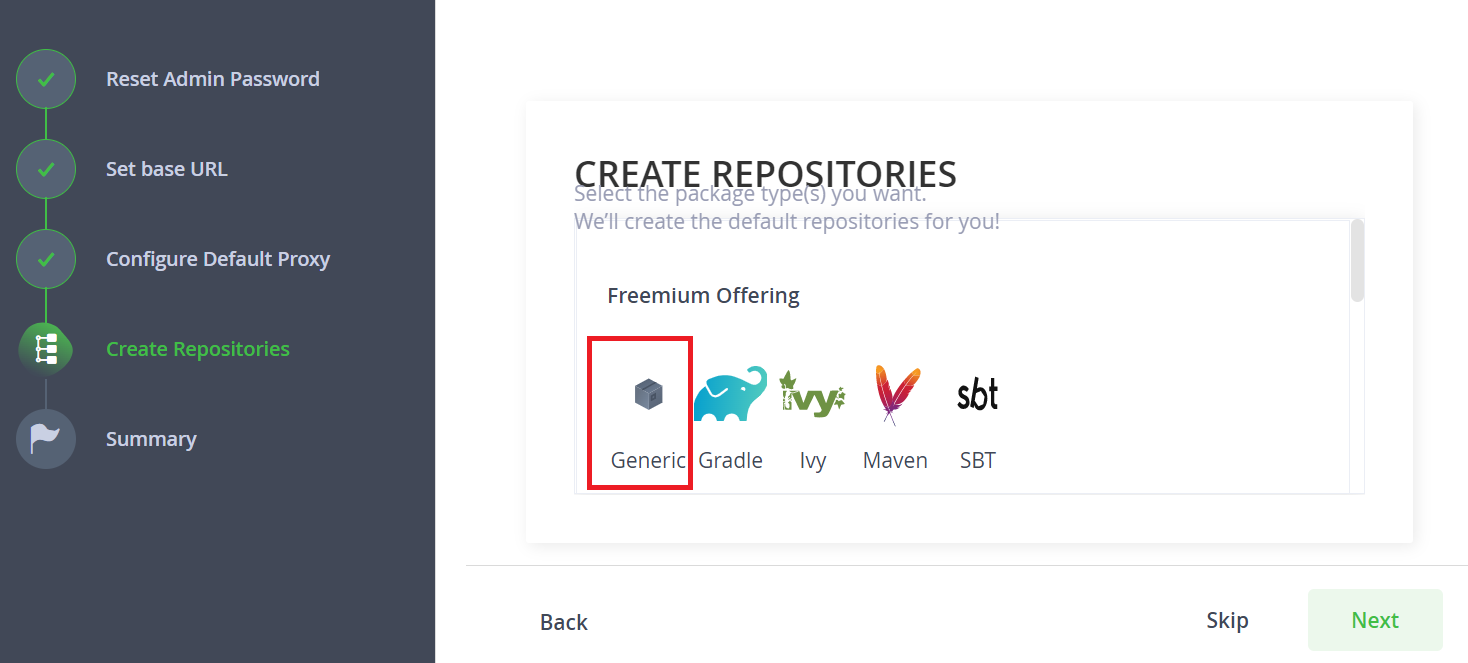 Reset Admin Password
Set base URL
Configure Default Proxy
Create Repositories
Summary
CREATE REPOSITORIES
Select the package type(s) you want.
We'll create the default repositories for you!
Freemium Offering
ivy sbt
Generic Gradle Ivy Maven SBT
Back Skip Next